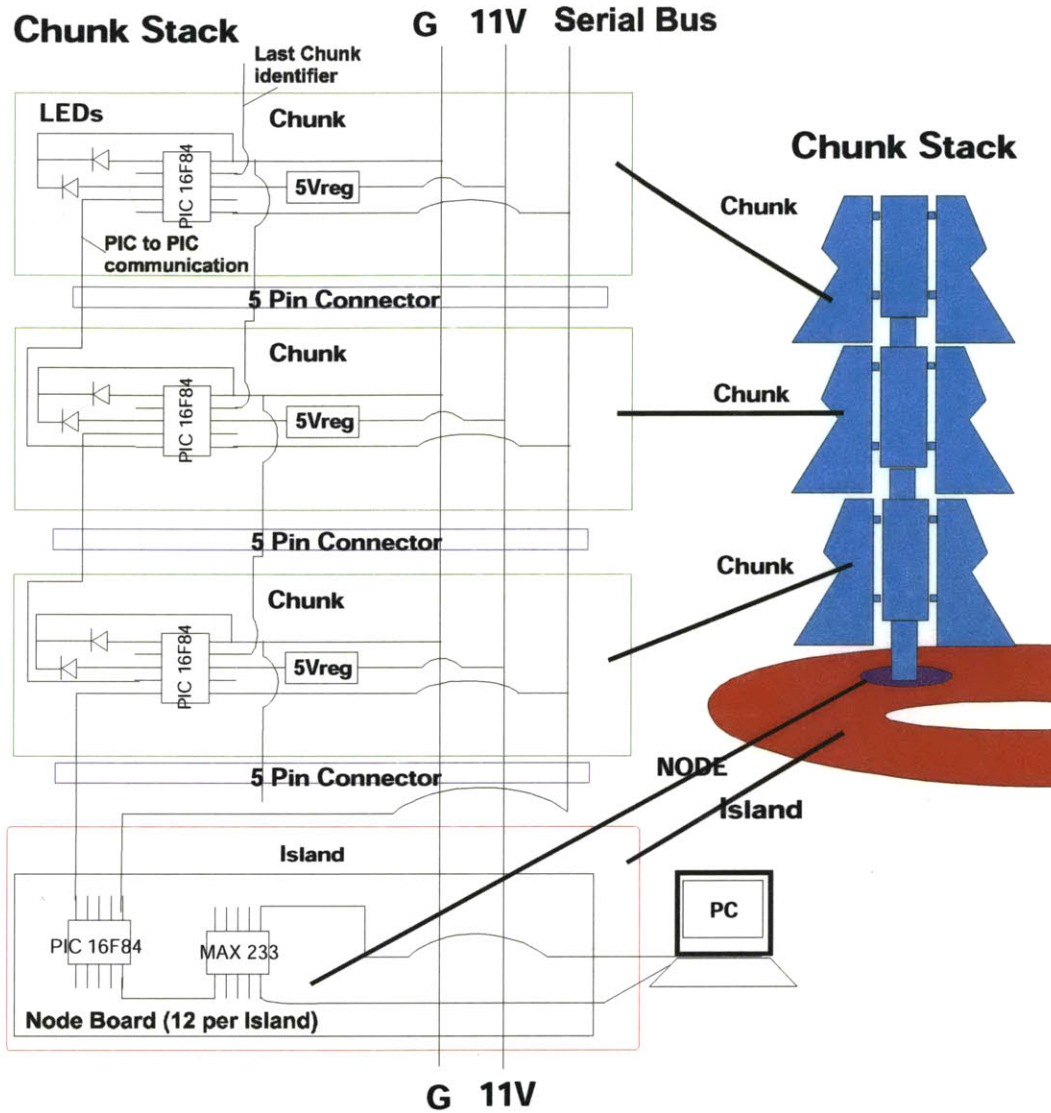 Chunk Stack
G 11V Serial Bus
Last Chunk
identifier
LEDs
Chunk
PIC 16F84
5Vreg
PIC to PIC
communication
5 Pin Connector
Chunk
PIC 16F84
5Vreg
5 Pin Connector
Chunk
PIC 16F84
5Vreg
5 Pin Connector
Island
PIC 16F84
MAX 233
Node Board (12 per Island)
G 11V
Chunk Stack
Chunk
Chunk
Chunk
NODE
Island
PC